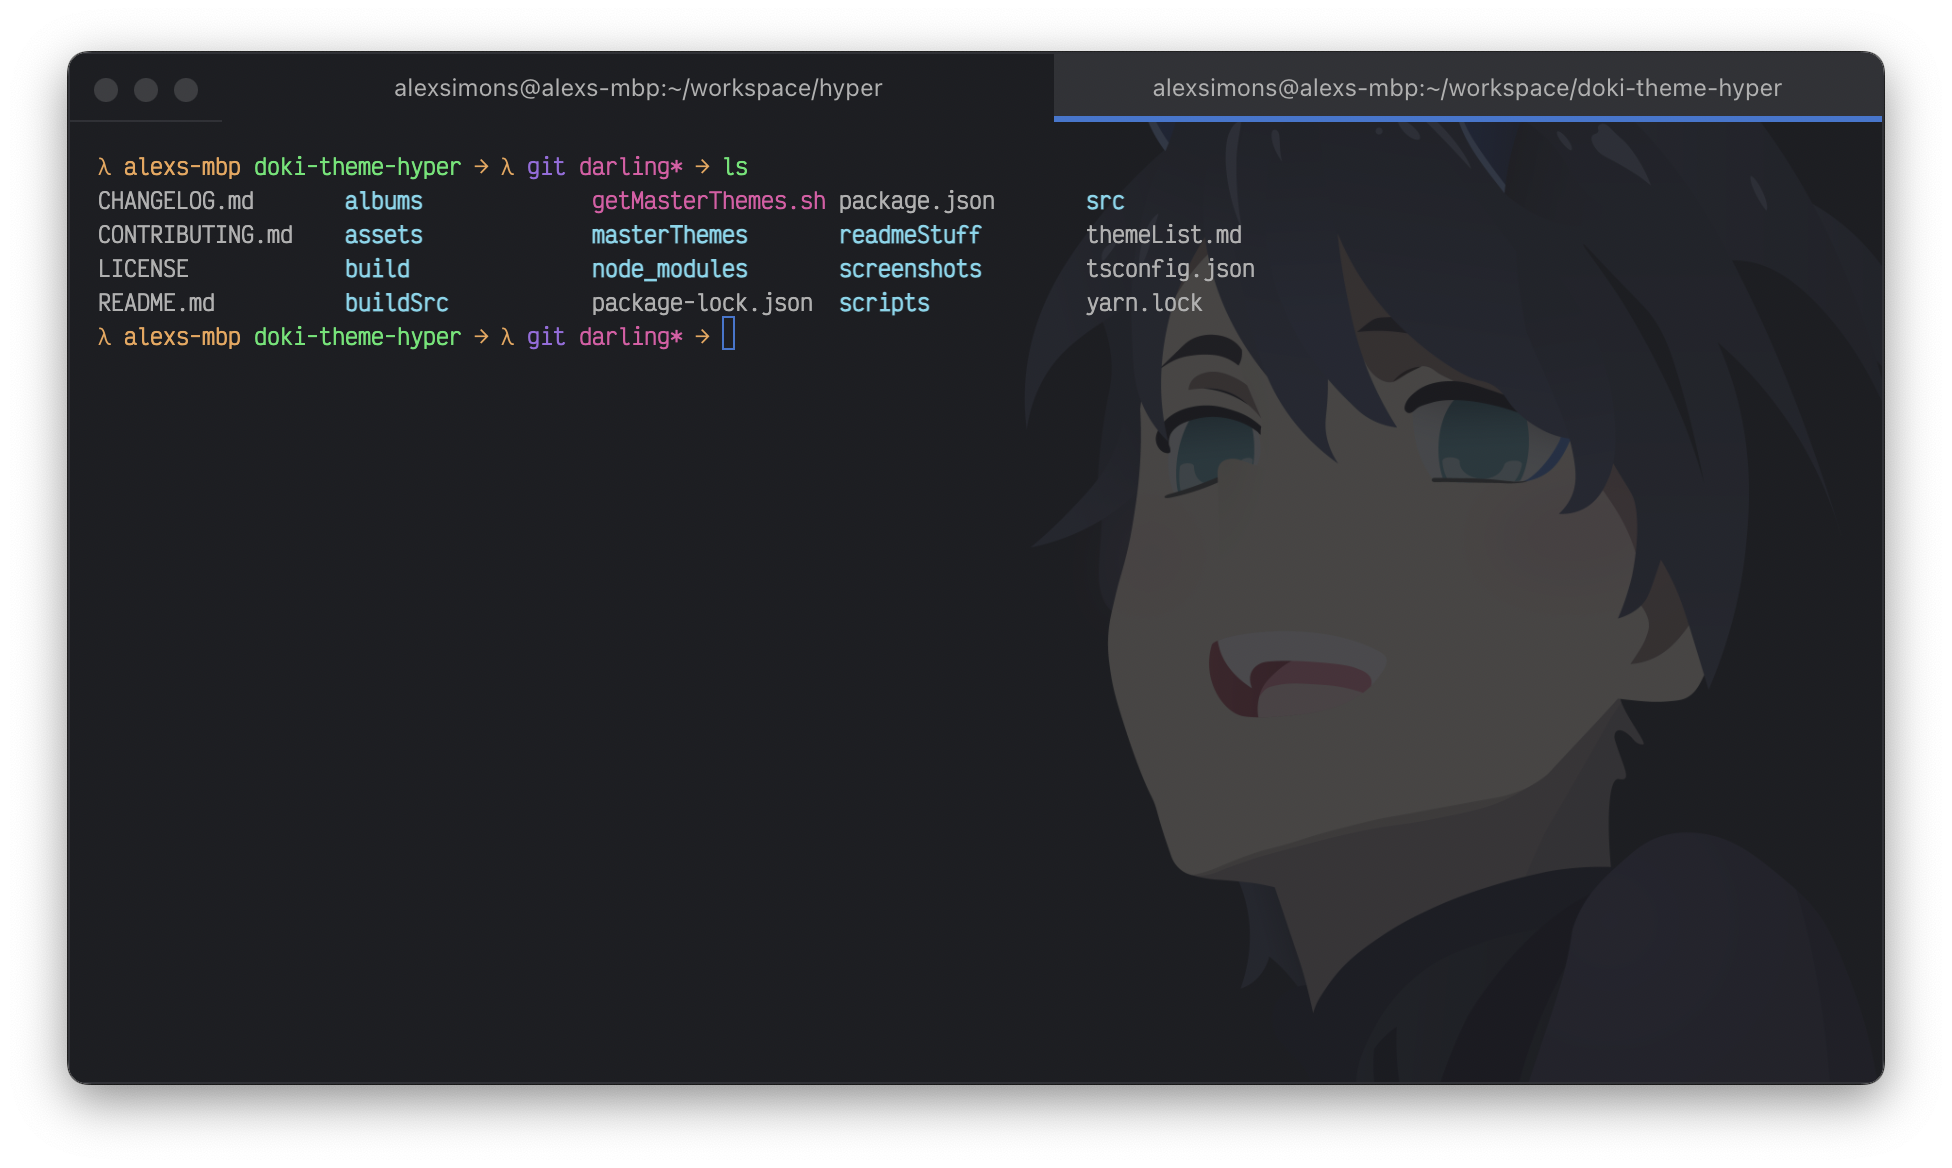 alexsimons@alexs-mbp:~/workspace/hyper alexsimons@alexs-mbp:~/workspace/doki-theme-hyper
λ alexs-mbp doki-theme-hyper → λ git darling* → ls
CHANGELOG.md albums getMasterThemes.sh package.json src
CONTRIBUTING.md assets masterThemes readmeStuff themeList.md
LICENSE build node_modules screenshots tsconfig.json
README.md buildSrc package-lock.json scripts yarn.lock
λ alexs-mbp doki-theme-hyper → λ git darling* →